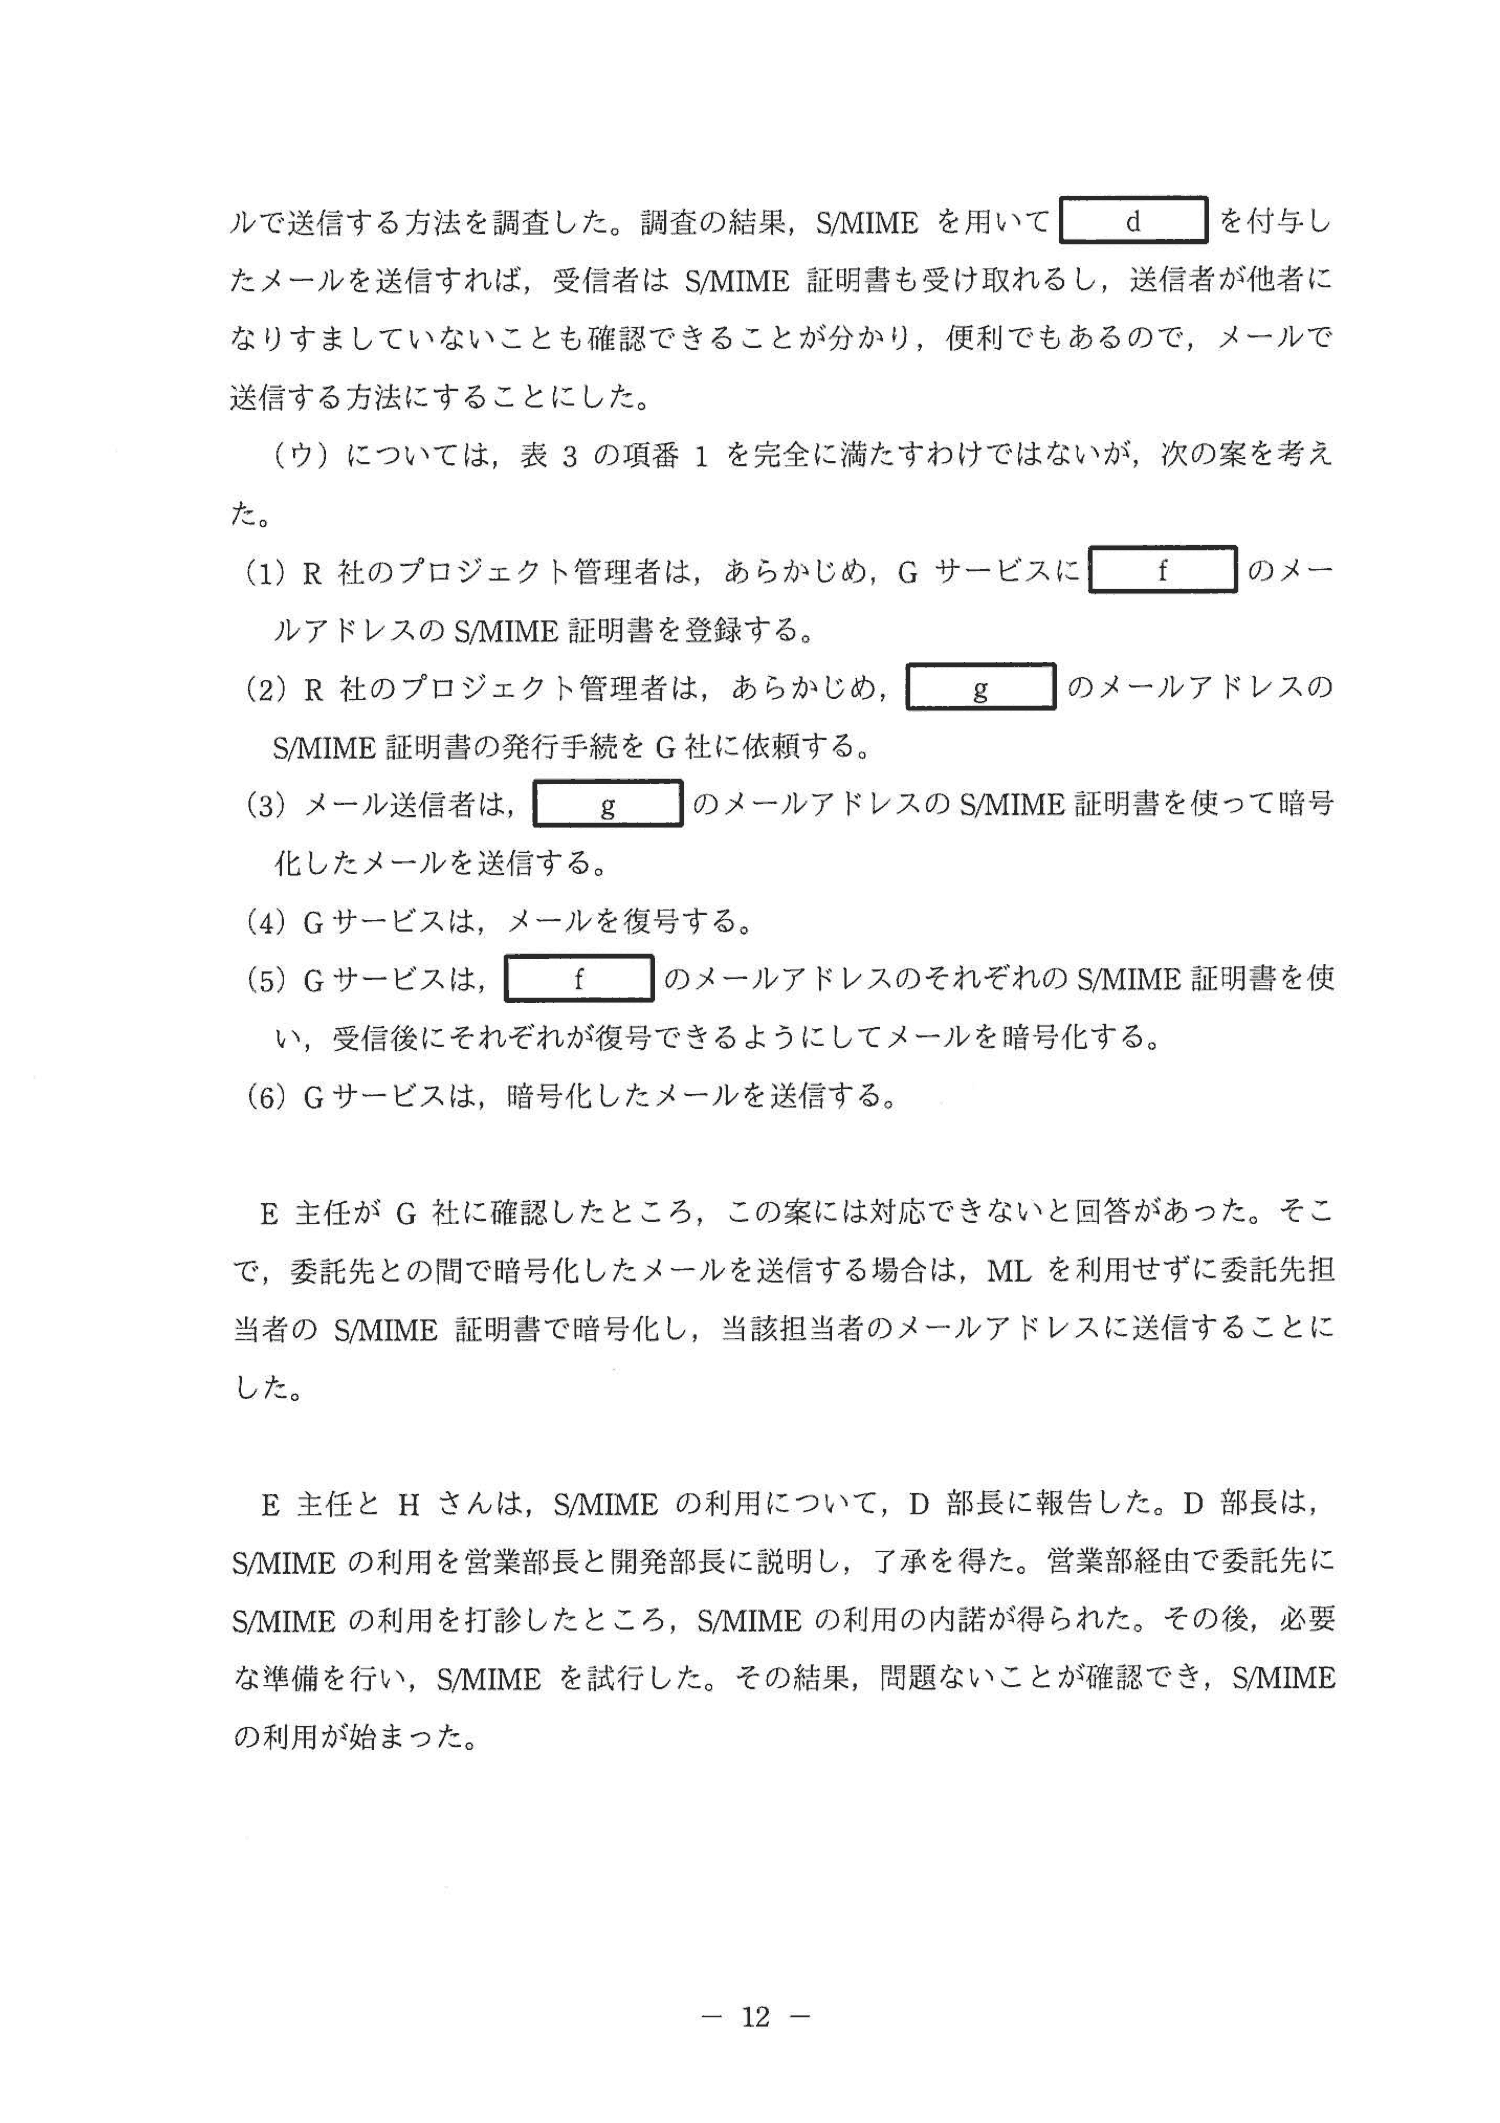 ルで送信する方法を調査した。調査の結果，S/MIME を用いて d を付与し
たメールを送信すれば，受信者は S/MIME 証明書も受け取れるし，送信者が他者に
なりすましていないことも確認できることが分かり，便利でもあるので，メールで
送信する方法にすることにした。
（ウ）については，表 3 の項番 1 を完全に満たすわけではないが，次の案を考え
た。
（1）R 社のプロジェクト管理者は，あらかじめ，G サービスに f のメー
ルアドレスの S/MIME 証明書を登録する。
（2）R 社のプロジェクト管理者は，あらかじめ， g のメールアドレスの
S/MIME 証明書の発行手続を G 社に依頼する。
（3）メール送信者は， g のメールアドレスの S/MIME 証明書を使って暗号
化したメールを送信する。
（4）G サービスは，メールを復号する。
（5）G サービスは， f のメールアドレスのそれぞれの S/MIME 証明書を使
い，受信後にそれぞれが復号できるようにしてメールを暗号化する。
（6）G サービスは，暗号化したメールを送信する。
E 主任が G 社に確認したところ，この案には対応できないと回答があった。そこ
で，委託先との間で暗号化したメールを送信する場合は，ML を利用せずに委託先担
当者の S/MIME 証明書で暗号化し，当該担当者のメールアドレスに送信することに
した。
E 主任と H さんは，S/MIME の利用について，D 部長に報告した。D 部長は，
S/MIME の利用を営業部長と開発部長に説明し，了承を得た。営業部経由で委託先に
S/MIME の利用を打診したところ，S/MIME の利用の内諾が得られた。その後，必要
な準備を行い，S/MIME を試行した。その結果，問題ないことが確認でき，S/MIME
の利用が始まった。
－ 12 －